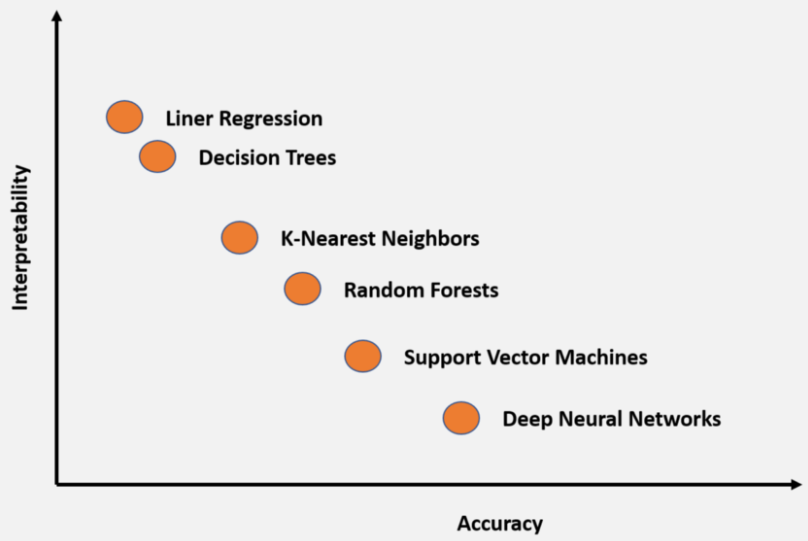 Interpretability
Liner Regression
Decision Trees
K-Nearest Neighbors
Random Forests
Support Vector Machines
Deep Neural Networks
Accuracy